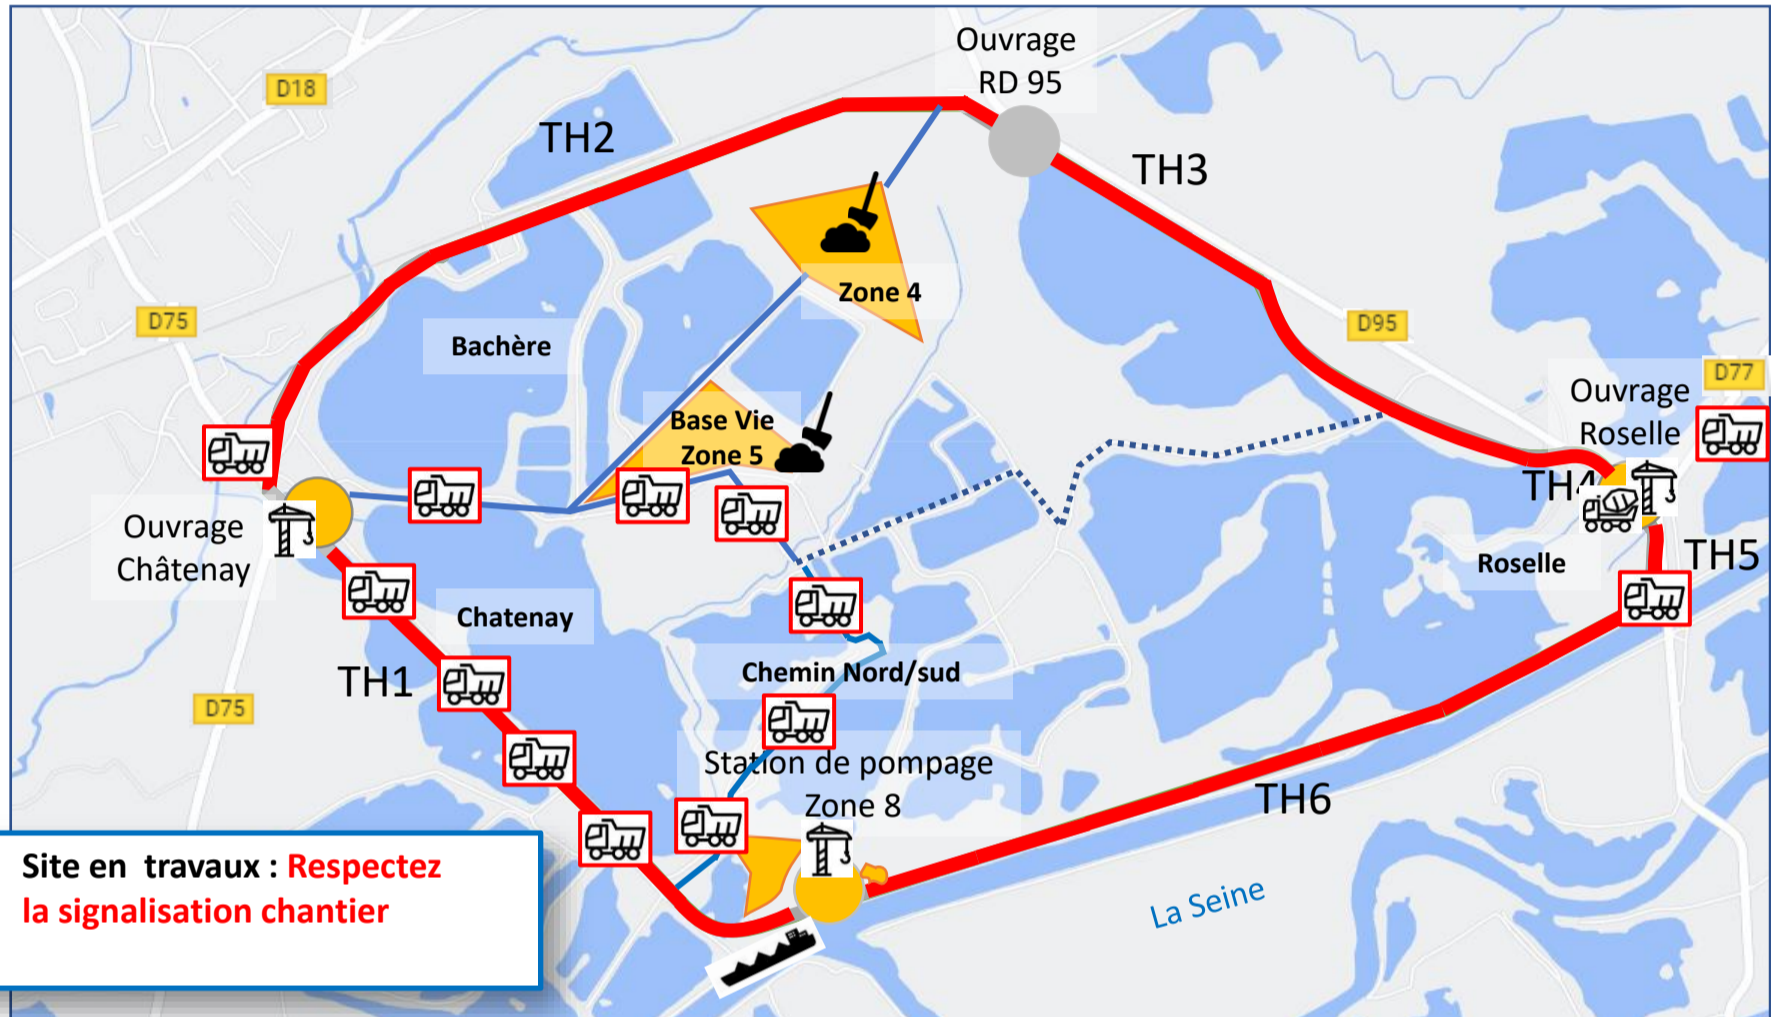 Ouvrage
RD 95
D18
TH2
TH3
Zone 4
D75
D95
Bachère
D77
Ouvrage
Roselle
Base Vie
Zone 5
TH4
Ouvrage
Châtenay
TH5
Roselle
Chatenay
Chemin Nord/sud
TH1
D75
Station de pompage
Zone 8
TH6
Site en travaux : Respectez
la signalisation chantier
La Seine